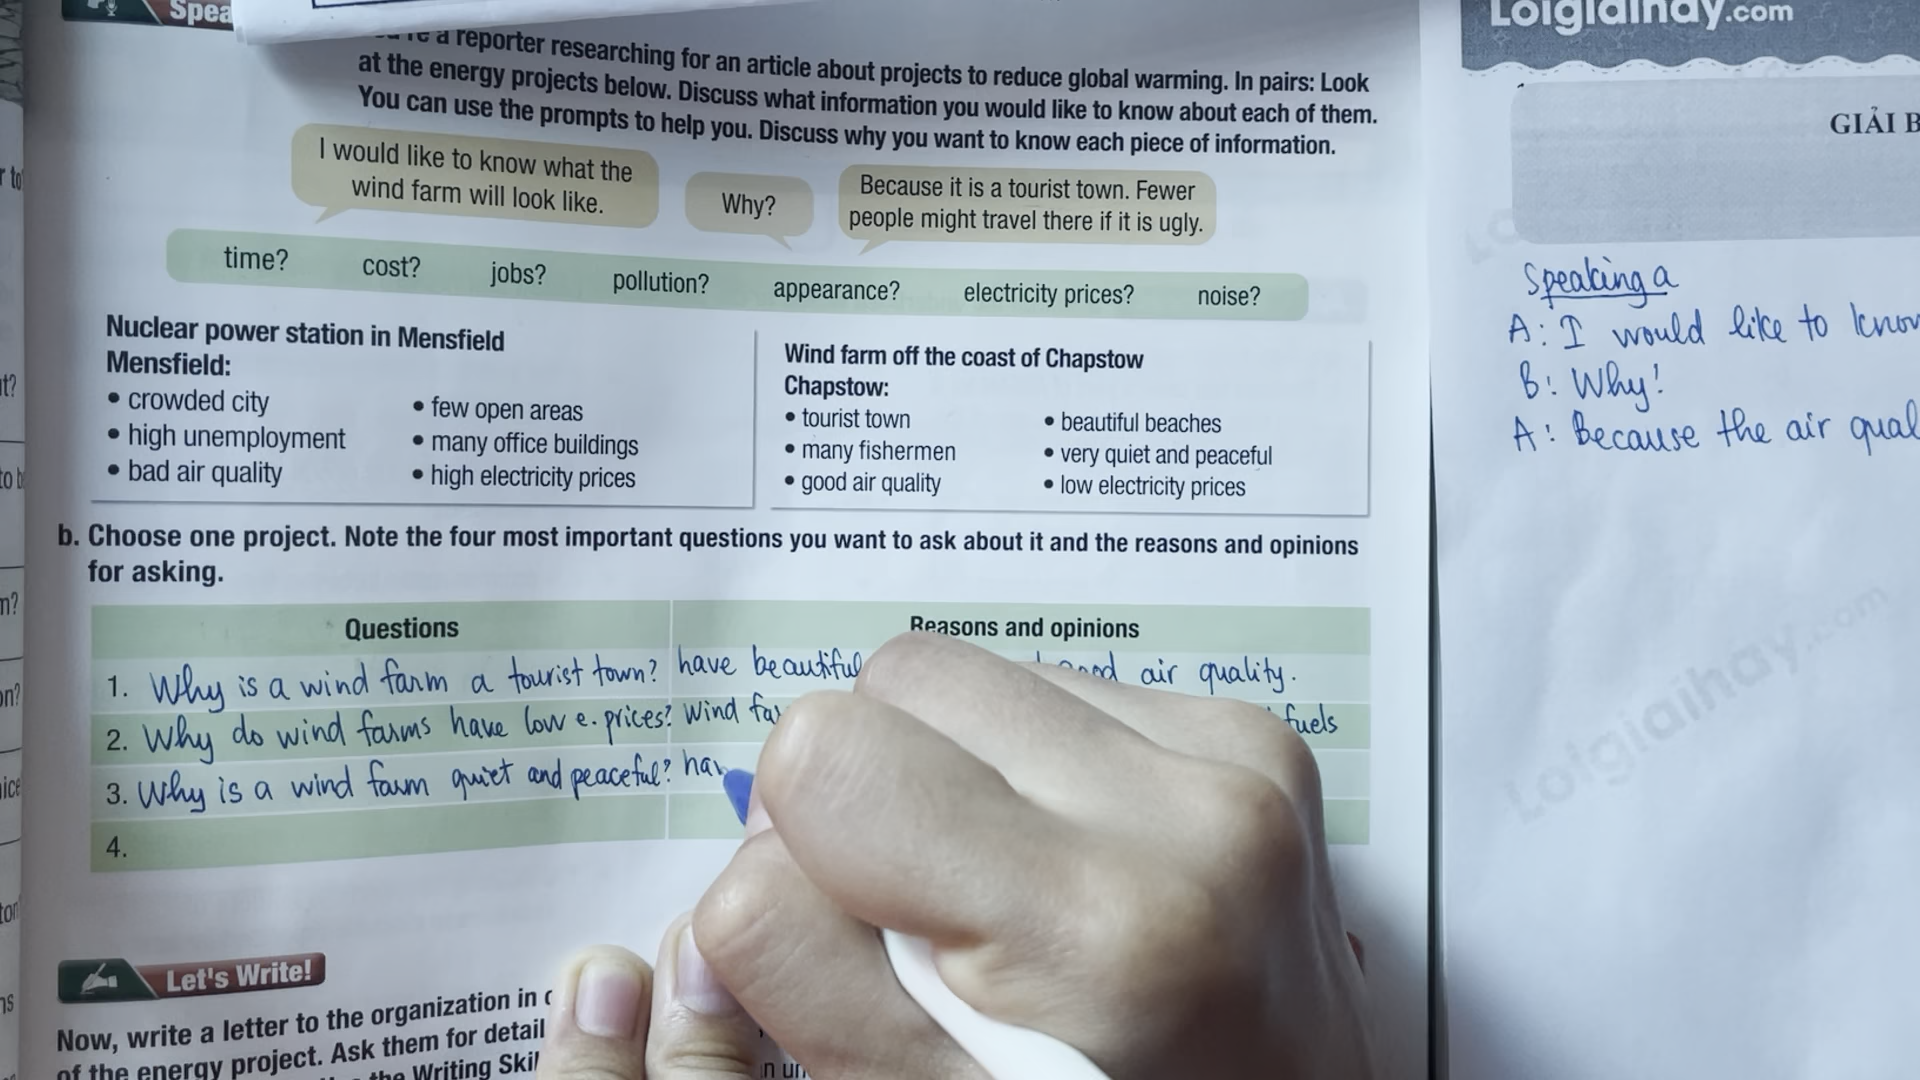 Spea
Loigiaihay.com
a reporter researching for an article about projects to reduce global warming. In pairs: Look
at the energy projects below. Discuss what information you would like to know about each of them.
You can use the prompts to help you. Discuss why you want to know each piece of information.
GIẢI B
I would like to know what the
wind farm will look like.
Why?
Because it is a tourist town. Fewer
people might travel there if it is ugly.
time? cost? jobs? pollution? appearance? electricity prices? noise?
Speaking a
A: I would like to know
B: Why!
A: Because the air qual
Nuclear power station in Mensfield
Mensfield:
• crowded city
• high unemployment
• bad air quality
• few open areas
• many office buildings
• high electricity prices
Wind farm off the coast of Chapstow
Chapstow:
• tourist town
• many fishermen
• good air quality
• beautiful beaches
• very quiet and peaceful
• low electricity prices
b. Choose one project. Note the four most important questions you want to ask about it and the reasons and opinions
for asking.
Questions Reasons and opinions
1. Why is a wind farm a tourist town? have beautiful good air quality.
2. Why do wind farms have low e. prices? Wind fuels
3. Why is a wind farm quiet and peaceful? hav
4.
Loigiaihay.com
Let's Write!
Now, write a letter to the organization in
of the energy project. Ask them for detail
the Writing Skil